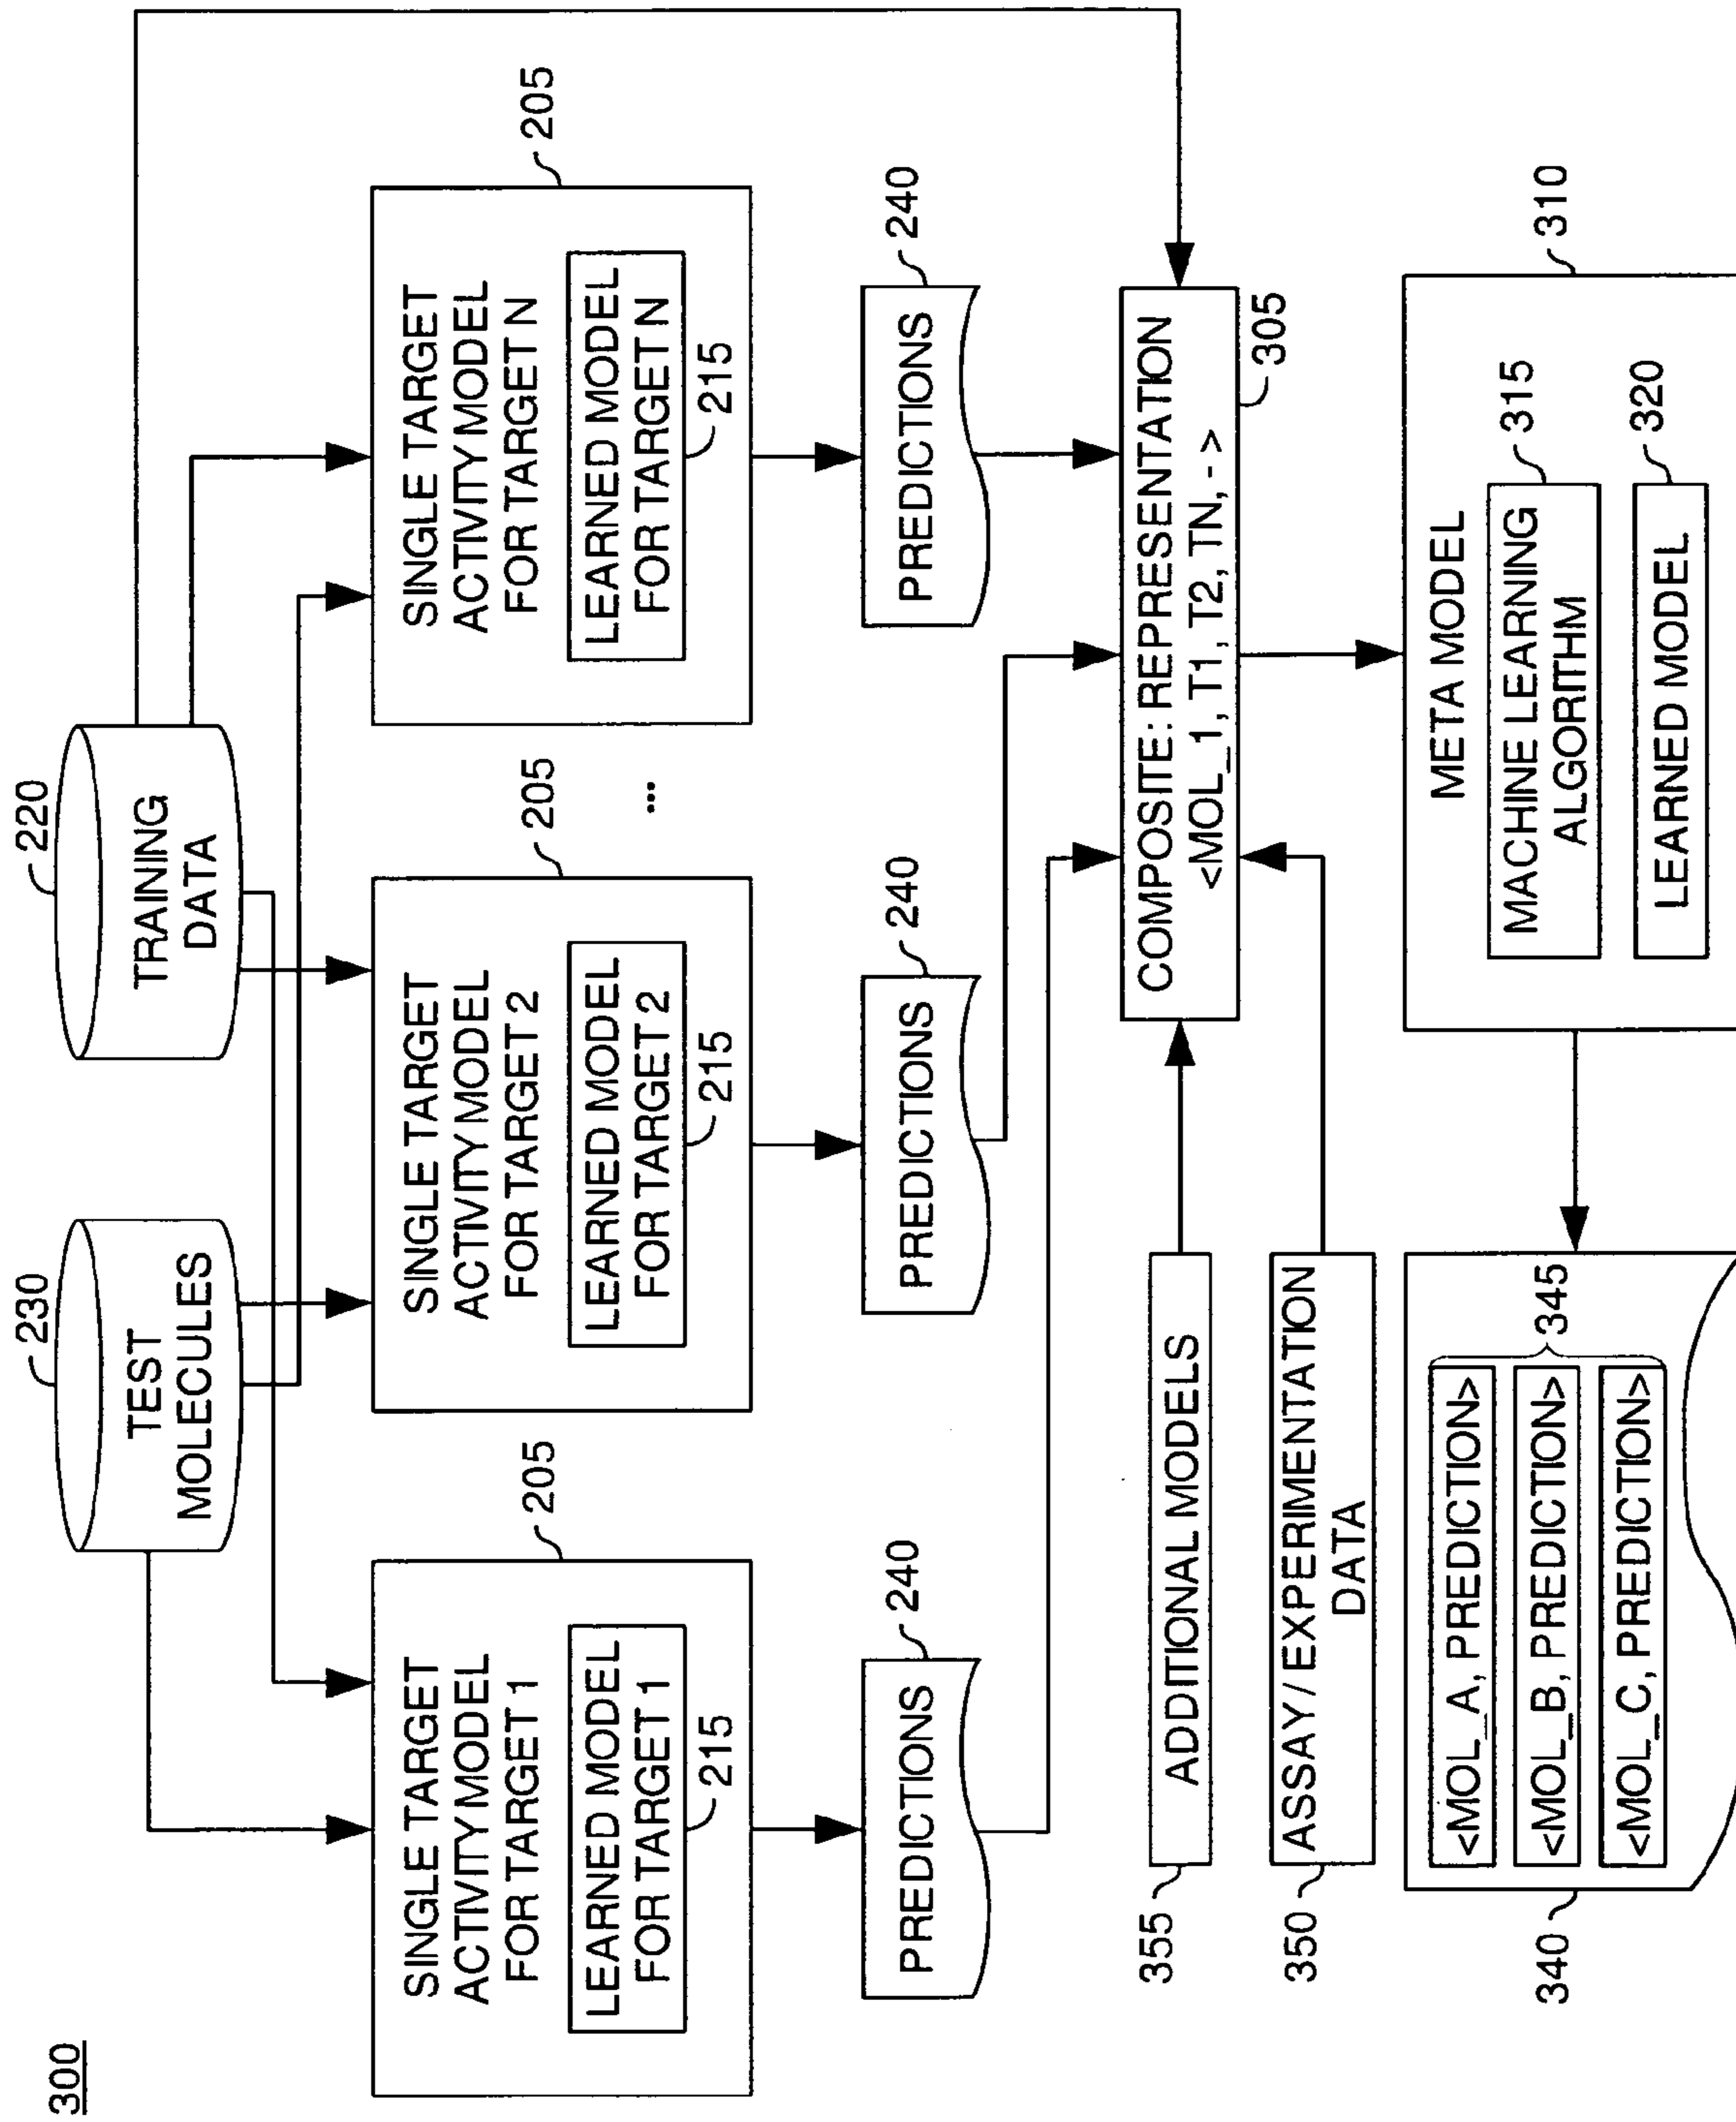 300
230
TEST
MOLECULES
220
TRAINING
DATA
205
SINGLE TARGET
ACTIVITY MODEL
FOR TARGET 1
LEARNED MODEL
FOR TARGET 1
215
205
SINGLE TARGET
ACTIVITY MODEL
FOR TARGET 2
LEARNED MODEL
FOR TARGET 2
215
...
205
SINGLE TARGET
ACTIVITY MODEL
FOR TARGET N
LEARNED MODEL
FOR TARGET N
215
240
PREDICTIONS
240
PREDICTIONS
240
PREDICTIONS
355
ADDITIONAL MODELS
COMPOSITE: REPRESENTATION
<MOL_1, T1, T2, TN, - >
305
350
ASSAY / EXPERIMENTATION
DATA
340
<MOL_A, PREDICTION>
<MOL_B, PREDICTION>
<MOL_C, PREDICTION>
345
310
META MODEL
MACHINE LEARNING
ALGORITHM
315
LEARNED MODEL
320